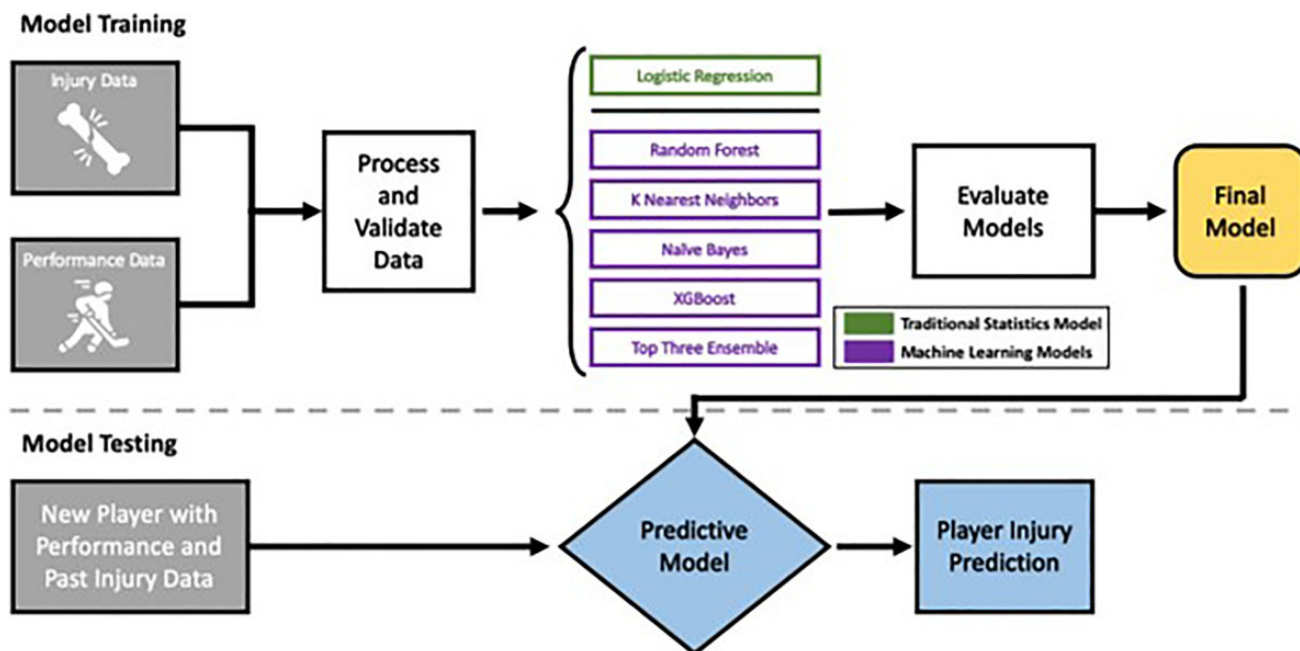 Model Training
Injury Data
Performance Data
Process
and
Validate
Data
Logistic Regression
Random Forest
K Nearest Neighbors
Naïve Bayes
XGBoost
Top Three Ensemble
Evaluate
Models
Final
Model
Traditional Statistics Model
Machine Learning Models
Model Testing
New Player with
Performance and
Past Injury Data
Predictive
Model
Player Injury
Prediction